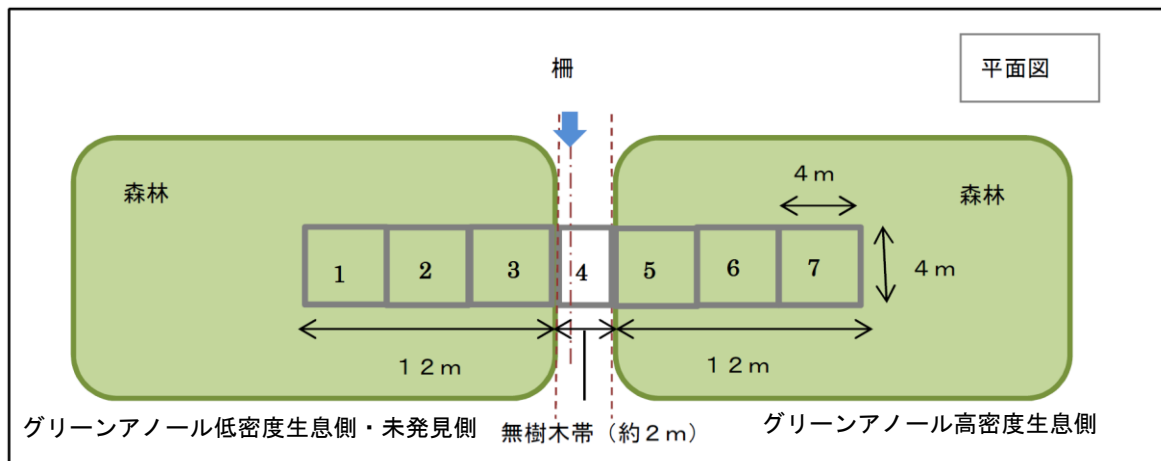 柵
平面図
森林
4ｍ
森林
1
2
3
4
5
6
7
4ｍ
１２ｍ
１２ｍ
グリーンアノール低密度生息側・未発見側
無樹木帯（約２ｍ）
グリーンアノール高密度生息側